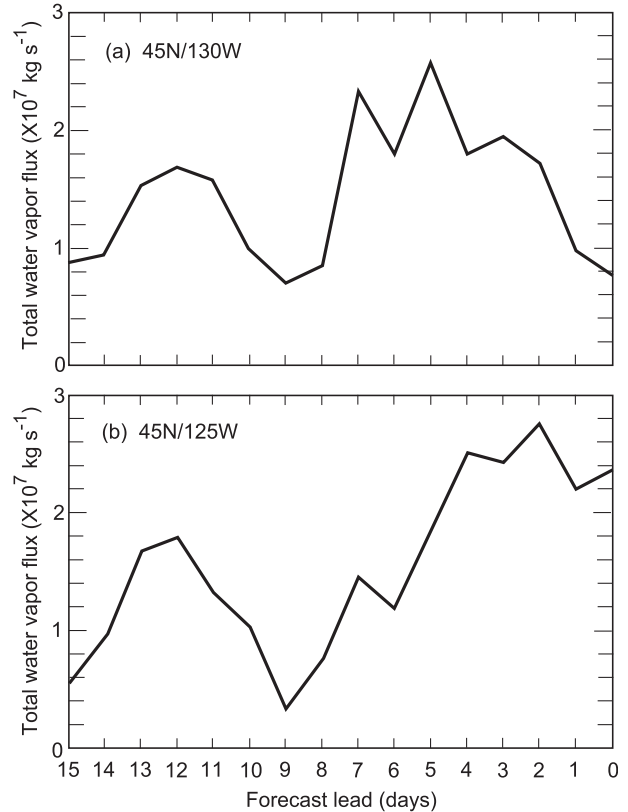 3
2
1
0
Total water vapor flux (X10⁷ kg s⁻¹)
(a) 45N/130W
3
2
1
0
Total water vapor flux (X10⁷ kg s⁻¹)
(b) 45N/125W
15 14 13 12 11 10 9 8 7 6 5 4 3 2 1 0
Forecast lead (days)